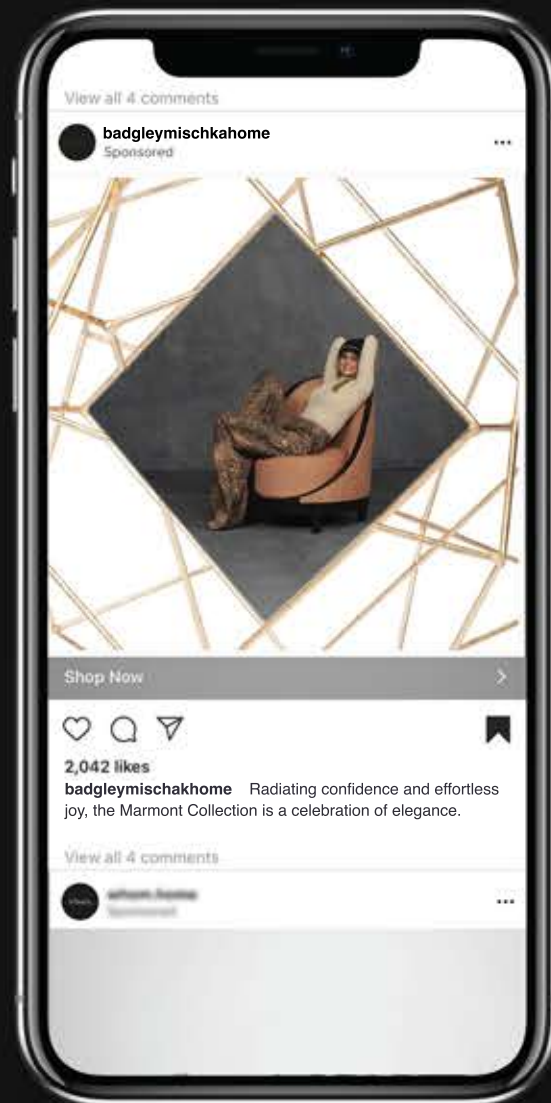 View all 4 comments
badgleymischkahome
Sponsored
Shop Now
2,042 likes
badgleymischakhome Radiating confidence and effortless
joy, the Marmont Collection is a celebration of elegance.
View all 4 comments